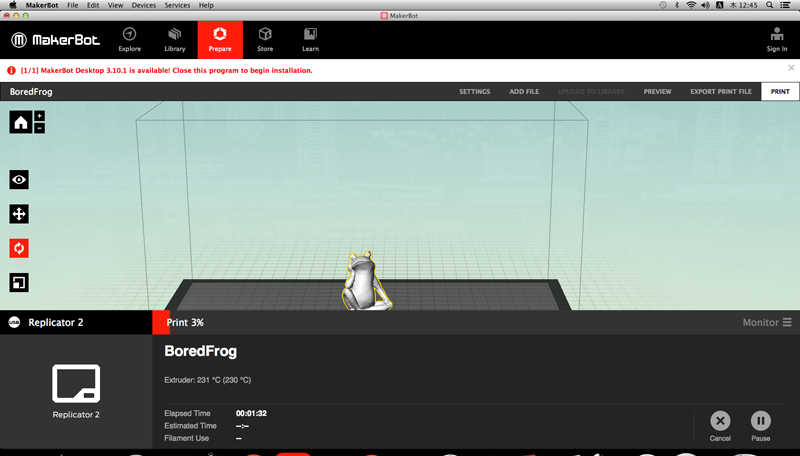 MakerBot File Edit View Devices Services Help 木 12:45
MakerBot
MakerBot
Explore
Library
Prepare
Store
Learn
Sign In
[1/1] MakerBot Desktop 3.10.1 is available! Close this program to begin installation.
BoredFrog SETTINGS ADD FILE UPLOAD TO LIBRARY PREVIEW EXPORT PRINT FILE PRINT
USB Replicator 2 Print 3% Monitor
BoredFrog
Extruder: 231 °C (230 °C)
Replicator 2
Elapsed Time 00:01:32
Estimated Time --:--
Filament Use --
Cancel Pause